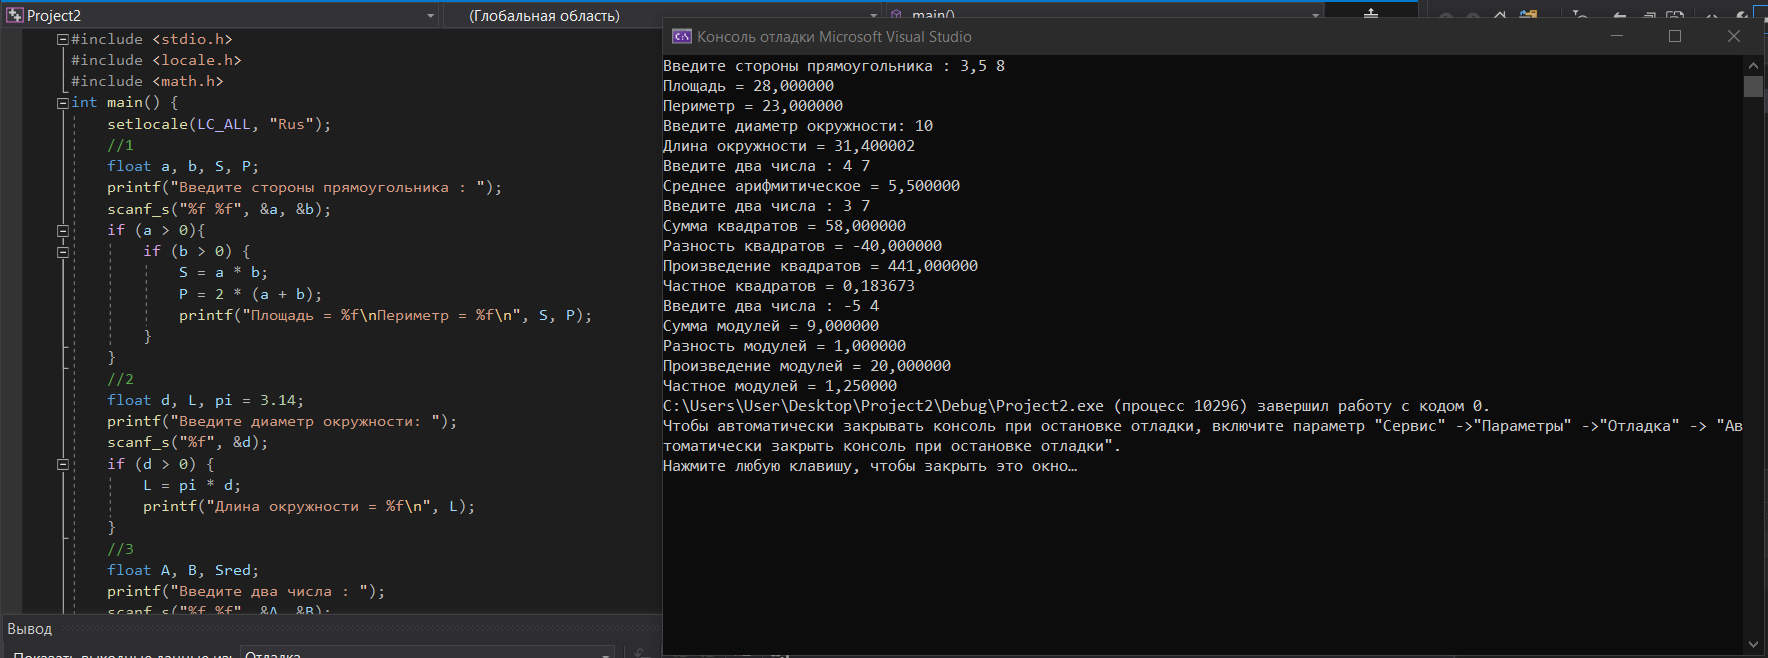 Project2
(Глобальная область)
main()
#include <stdio.h>
#include <locale.h>
#include <math.h>
int main() {
setlocale(LC_ALL, "Rus");
//1
float a, b, S, P;
printf("Введите стороны прямоугольника : ");
scanf_s("%f %f", &a, &b);
if (a > 0){
if (b > 0) {
S = a * b;
P = 2 * (a + b);
printf("Площадь = %f\nПериметр = %f\n", S, P);
}
}
//2
float d, L, pi = 3.14;
printf("Введите диаметр окружности: ");
scanf_s("%f", &d);
if (d > 0) {
L = pi * d;
printf("Длина окружности = %f\n", L);
}
//3
float A, B, Sred;
printf("Введите два числа : ");
scanf_s("%f %f", &A, &B);
Вывод
Показать выходные данные из: Отладка
Консоль отладки Microsoft Visual Studio
Введите стороны прямоугольника : 3,5 8
Площадь = 28,000000
Периметр = 23,000000
Введите диаметр окружности: 10
Длина окружности = 31,400002
Введите два числа : 4 7
Среднее арифмитическое = 5,500000
Введите два числа : 3 7
Сумма квадратов = 58,000000
Разность квадратов = -40,000000
Произведение квадратов = 441,000000
Частное квадратов = 0,183673
Введите два числа : -5 4
Сумма модулей = 9,000000
Разность модулей = 1,000000
Произведение модулей = 20,000000
Частное модулей = 1,250000
C:\Users\User\Desktop\Project2\Debug\Project2.exe (процесс 10296) завершил работу с кодом 0.
Чтобы автоматически закрывать консоль при остановке отладки, включите параметр "Сервис" ->"Параметры" ->"Отладка" -> "Ав
томатически закрыть консоль при остановке отладки".
Нажмите любую клавишу, чтобы закрыть это окно…